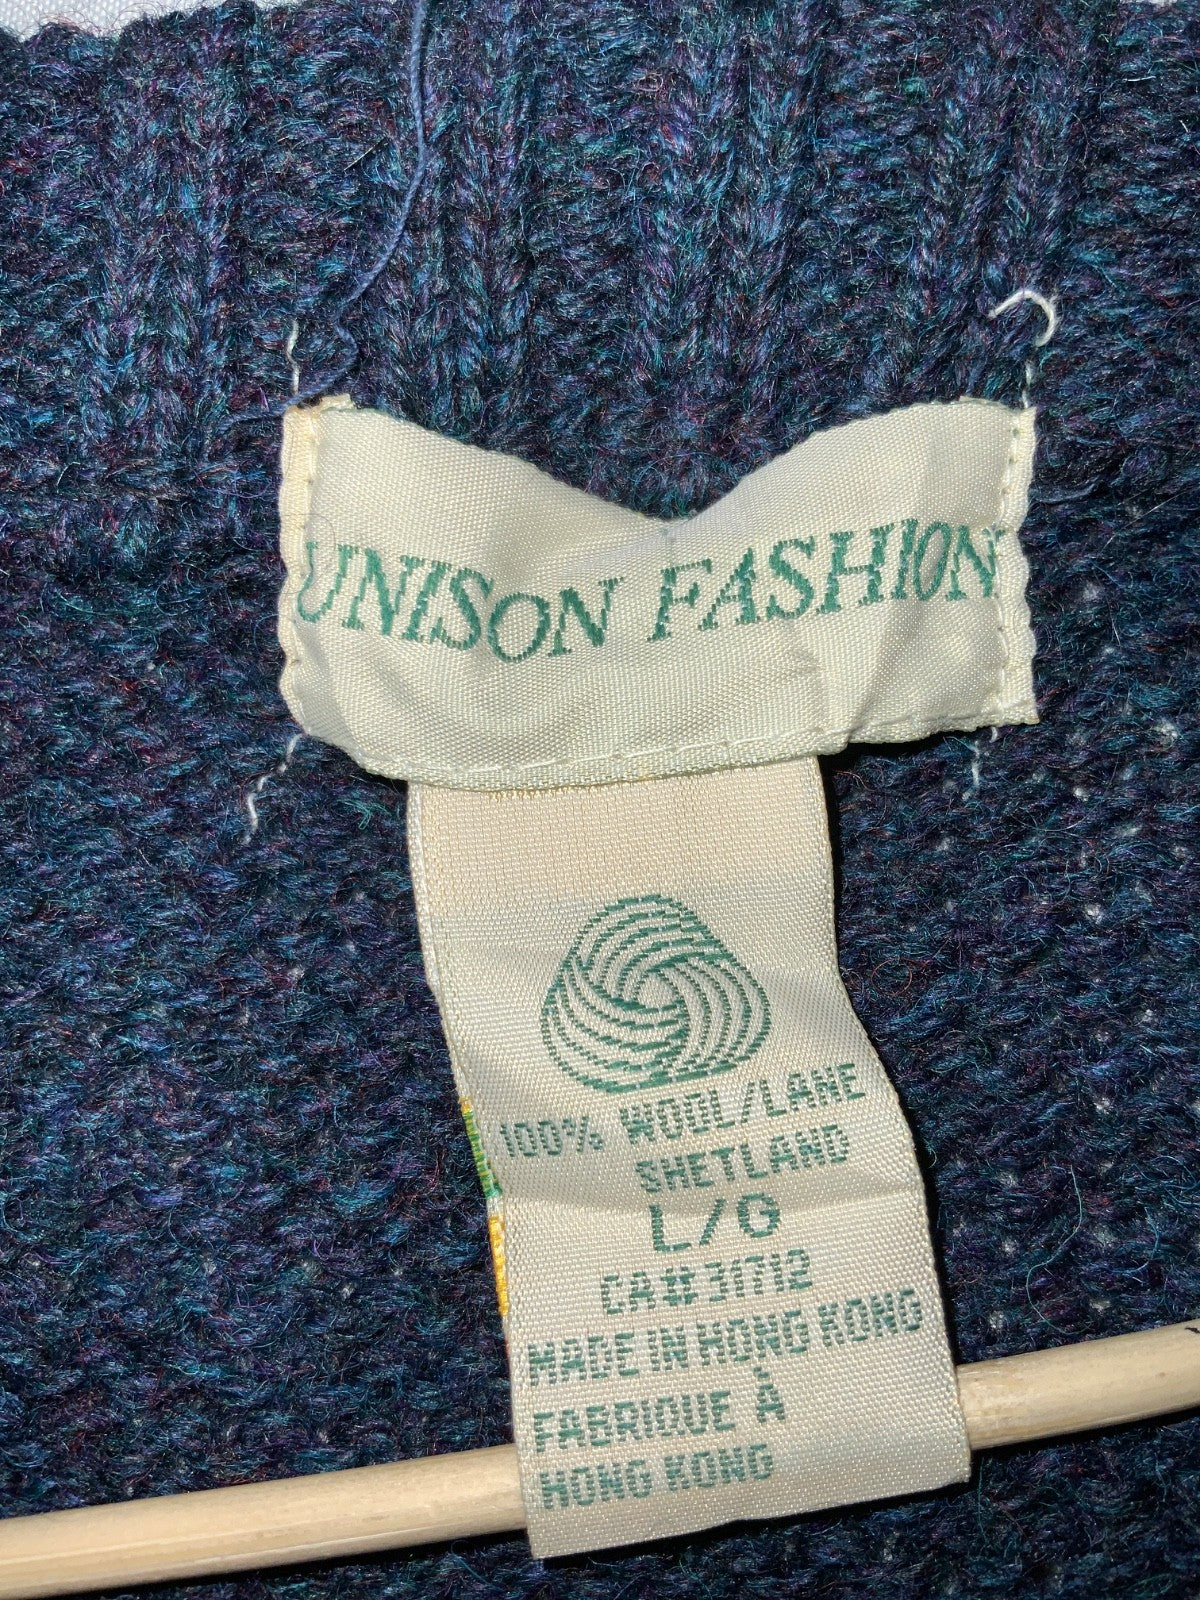 UNISON FASHION
100% WOOL/LANE
SHETLAND
L/G
CA#31712
MADE IN HONG KONG
FABRIQUE À
HONG KONG